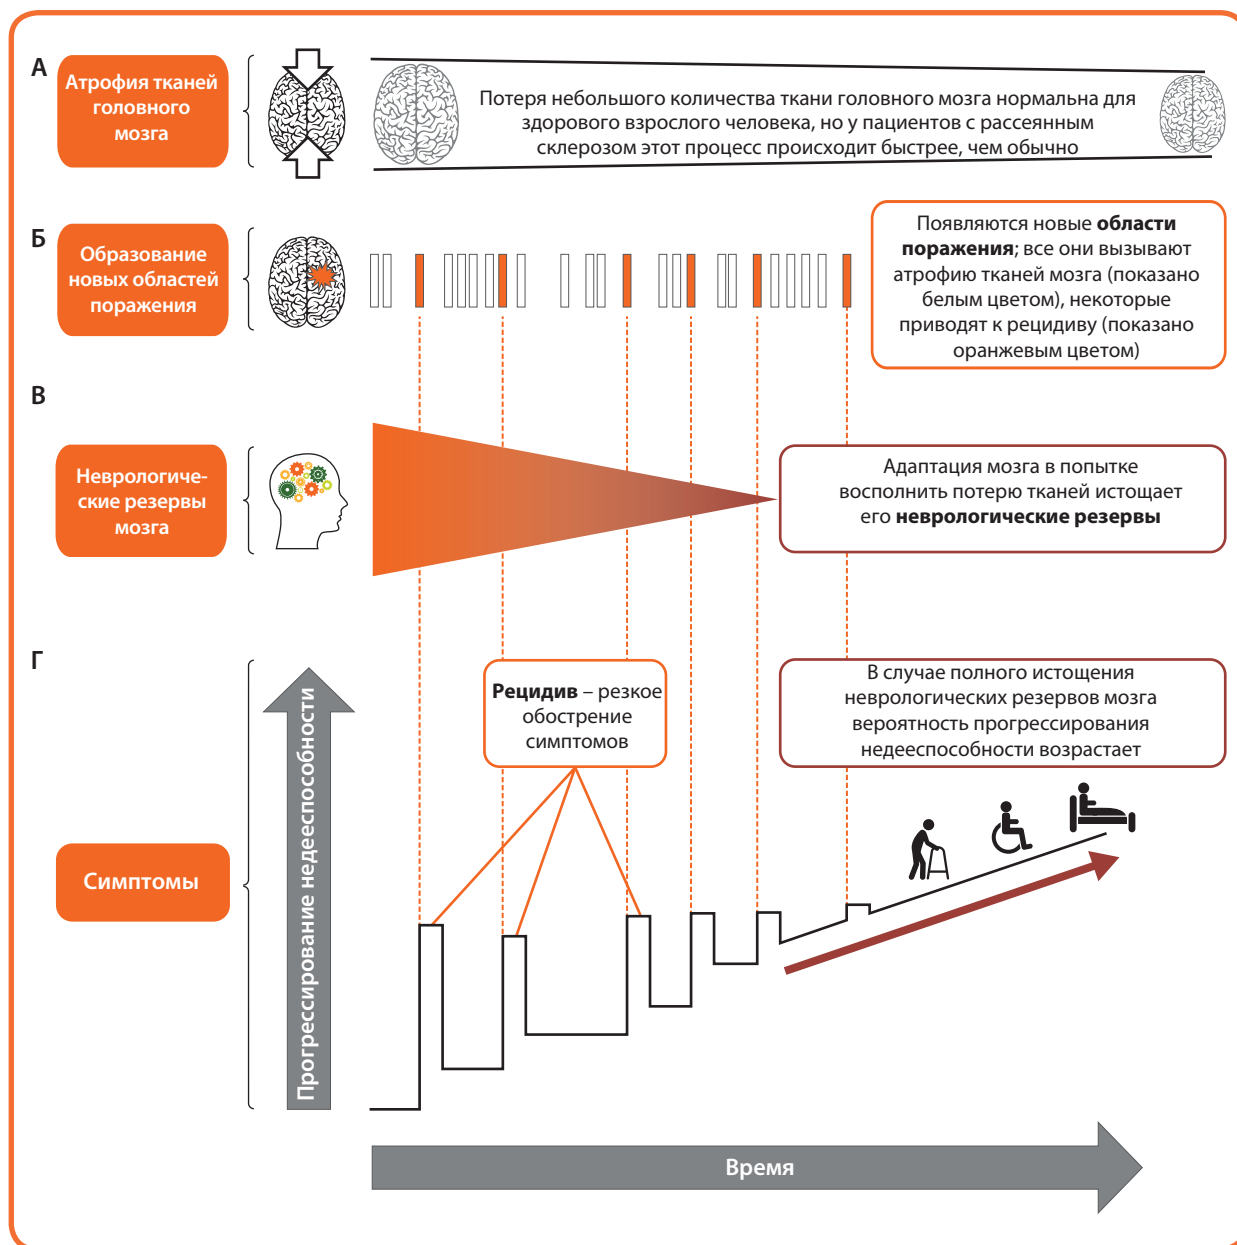 А
Атрофия тканей
головного
мозга
Потеря небольшого количества ткани головного мозга нормальна для
здорового взрослого человека, но у пациентов с рассеянным
склерозом этот процесс происходит быстрее, чем обычно
Б
Образование
новых областей
поражения
Появляются новые области
поражения; все они вызывают
атрофию тканей мозга (показано
белым цветом), некоторые
приводят к рецидиву (показано
оранжевым цветом)
В
Неврологиче-
ские резервы
мозга
Адаптация мозга в попытке
восполнить потерю тканей истощает
его неврологические резервы
Г
Симптомы
Прогрессирование недееспособности
Рецидив – резкое
обострение
симптомов
В случае полного истощения
неврологических резервов мозга
вероятность прогрессирования
недееспособности возрастает
Время